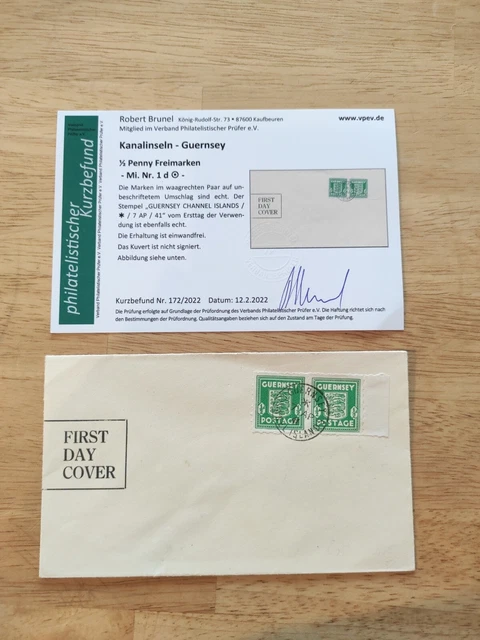 Robert Brunel König-Rudolf-Str. 73 • 87600 Kaufbeuren www.vpev.de
Mitglied im Verband Philatelistischer Prüfer e.V.
Kanalinseln - Guernsey
½ Penny Freimarken
- Mi. Nr. 1 d ⊙ -
Die Marken im waagrechten Paar auf un-
beschriftetem Umschlag sind echt. Der
Stempel „GUERNSEY CHANNEL ISLANDS /
✶ / 7 AP / 41" vom Ersttag der Verwen-
dung ist ebenfalls echt.
Die Erhaltung ist einwandfrei.
Das Kuvert ist nicht signiert.
Abbildung siehe unten.
Kurzbefund Nr. 172/2022 Datum: 12.2.2022
Die Prüfung erfolgte auf Grundlage der Prüfordnung des Verbands Philatelistischer Prüfer e.V. Die Haftung richtet sich nach
den Bestimmungen der Prüfordnung. Qualitätsangaben beziehen sich auf den Zustand am Tage der Prüfung.
philatelistischer
Kurzbefund
Verband Philatelistischer Prüfer e.V.
FIRST
DAY
COVER
FIRST
DAY
COVER
GUERNSEY
POSTAGE
GUERNSEY
POSTAGE